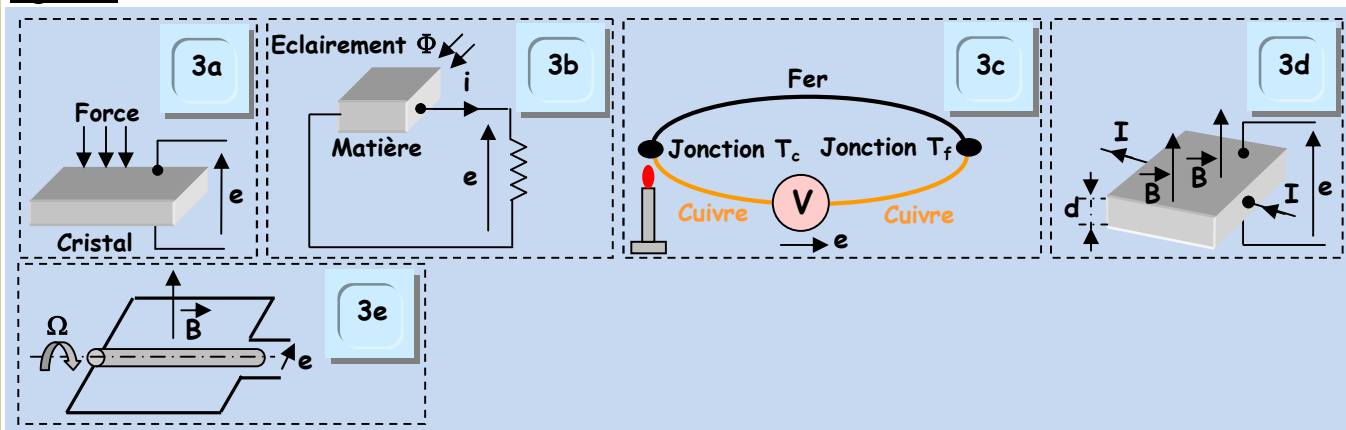 3a
Force
e
Cristal
Eclairement Φ
3b
i
Matière
e
3c
Fer
Jonction Tc Jonction Tf
Cuivre V Cuivre
e
3d
I
B B
d
I
e
3e
Ω
B
e